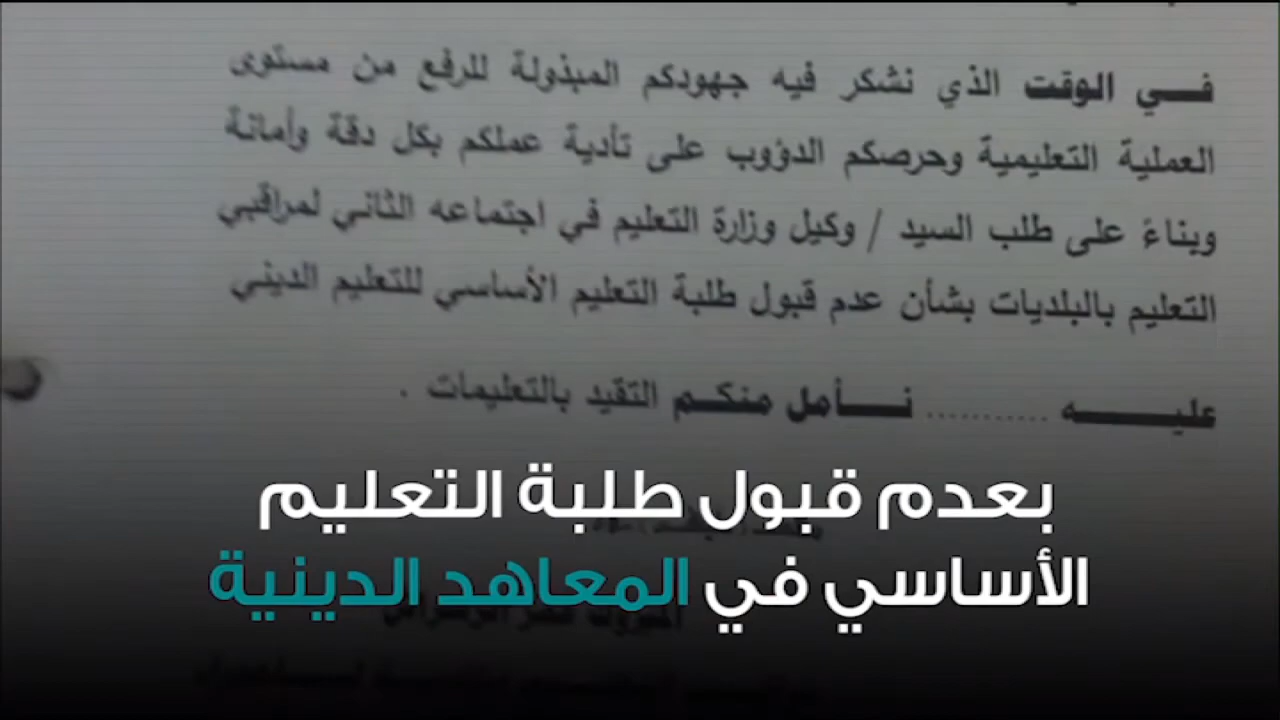 في الوقت الذي نشكر فيه جهودكم المبذولة للرفع من مستوى
العملية التعليمية وحرصكم الدؤوب على تأدية عملكم بكل دقة وأمانة
وبناءً على طلب السيد / وكيل وزارة التعليم في اجتماعه الثاني لمراقبي
التعليم بالبلديات بشأن عدم قبول طلبة التعليم الأساسي للتعليم الديني
عليه ........... نأمل منكم التقيد بالتعليمات .
بعدم قبول طلبة التعليم
الأساسي في المعاهد الدينية